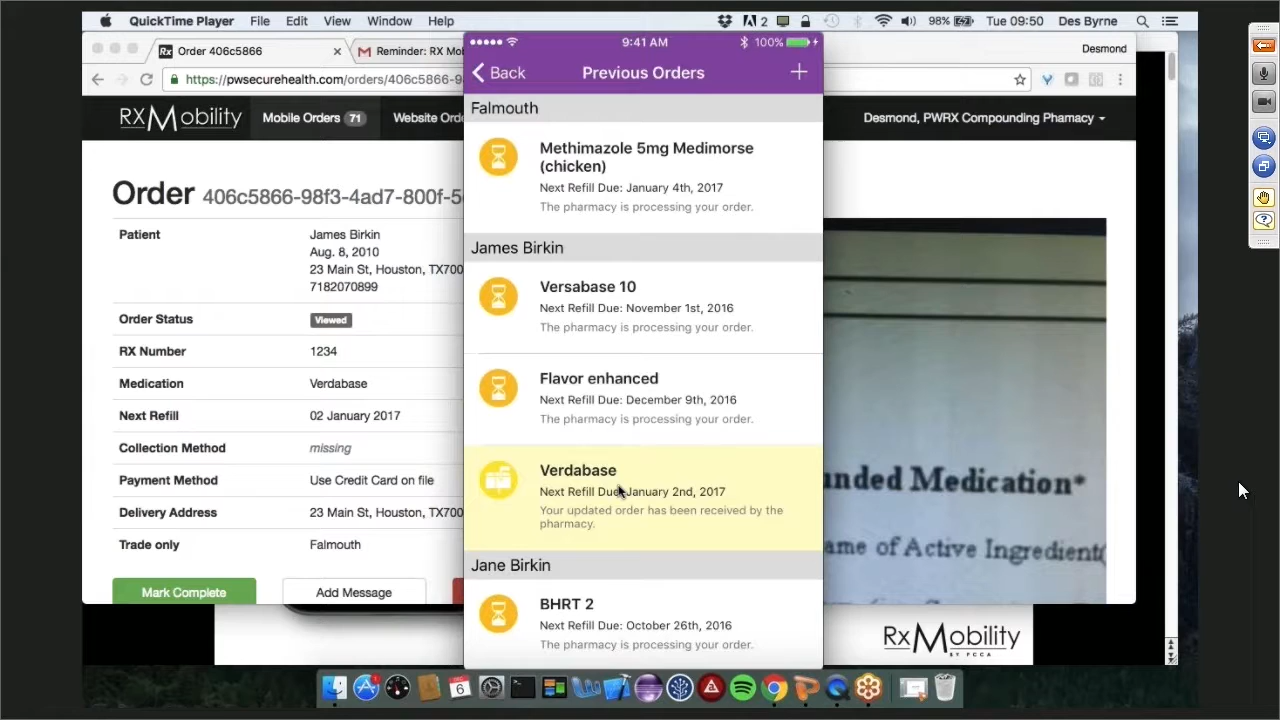 QuickTime Player File Edit View Window Help
2 98% Tue 09:50 Des Byrne
Rx Order 406c5866
Reminder: RX Mo
Desmond
https://pwsecurehealth.com/orders/406c5866-9
RXMobility Mobile Orders 71 Website Ord
Desmond, PWRX Compounding Pharmacy
Order 406c5866-98f3-4ad7-800f-5
Patient James Birkin
Aug. 8, 2010
23 Main St, Houston, TX700
7182070899
Order Status Viewed
RX Number 1234
Medication Verdabase
Next Refill 02 January 2017
Collection Method missing
Payment Method Use Credit Card on file
Delivery Address 23 Main St, Houston, TX700
Trade only Falmouth
Mark Complete Add Message
9:41 AM 100%
Back Previous Orders +
Falmouth
Methimazole 5mg Medimorse
(chicken)
Next Refill Due: January 4th, 2017
The pharmacy is processing your order.
James Birkin
Versabase 10
Next Refill Due: November 1st, 2016
The pharmacy is processing your order.
Flavor enhanced
Next Refill Due: December 9th, 2016
The pharmacy is processing your order.
Verdabase
Next Refill Due: January 2nd, 2017
Your updated order has been received by the
pharmacy.
Jane Birkin
BHRT 2
Next Refill Due: October 26th, 2016
The pharmacy is processing your order.
unded Medication*
ame of Active Ingredient(
RxMobility
BY PCCA
6